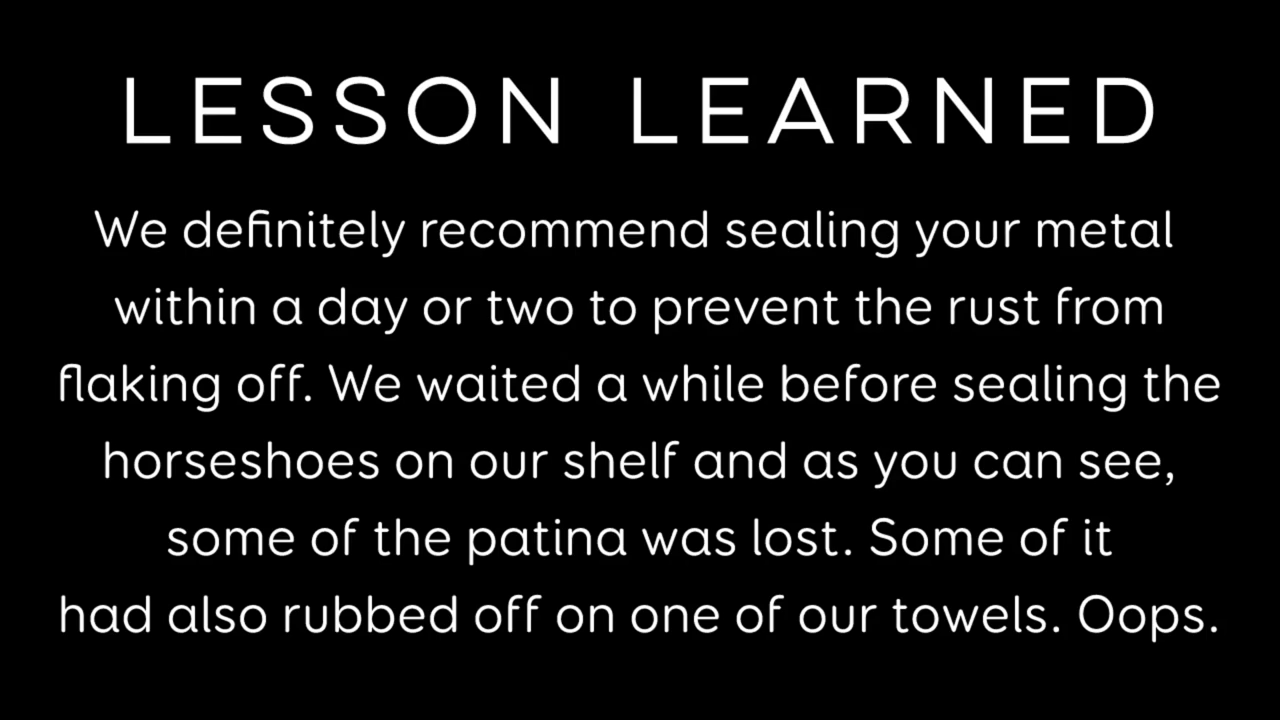 LESSON LEARNED
We definitely recommend sealing your metal
within a day or two to prevent the rust from
flaking off. We waited a while before sealing the
horseshoes on our shelf and as you can see,
some of the patina was lost. Some of it
had also rubbed off on one of our towels. Oops.